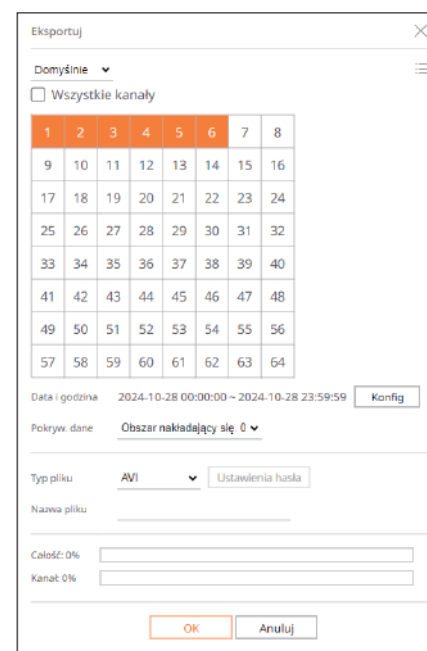 Eksportuj
Domyślnie
Wszystkie kanały
1 2 3 4 5 6 7 8
9 10 11 12 13 14 15 16
17 18 19 20 21 22 23 24
25 26 27 28 29 30 31 32
33 34 35 36 37 38 39 40
41 42 43 44 45 46 47 48
49 50 51 52 53 54 55 56
57 58 59 60 61 62 63 64
Data i godzina 2024-10-28 00:00:00 ~ 2024-10-28 23:59:59 Konfig
Pokryw. dane Obszar nakładający się. 0
Typ pliku AVI Ustawienia hasła
Nazwa pliku
Całość: 0%
Kanał: 0%
OK Anuluj